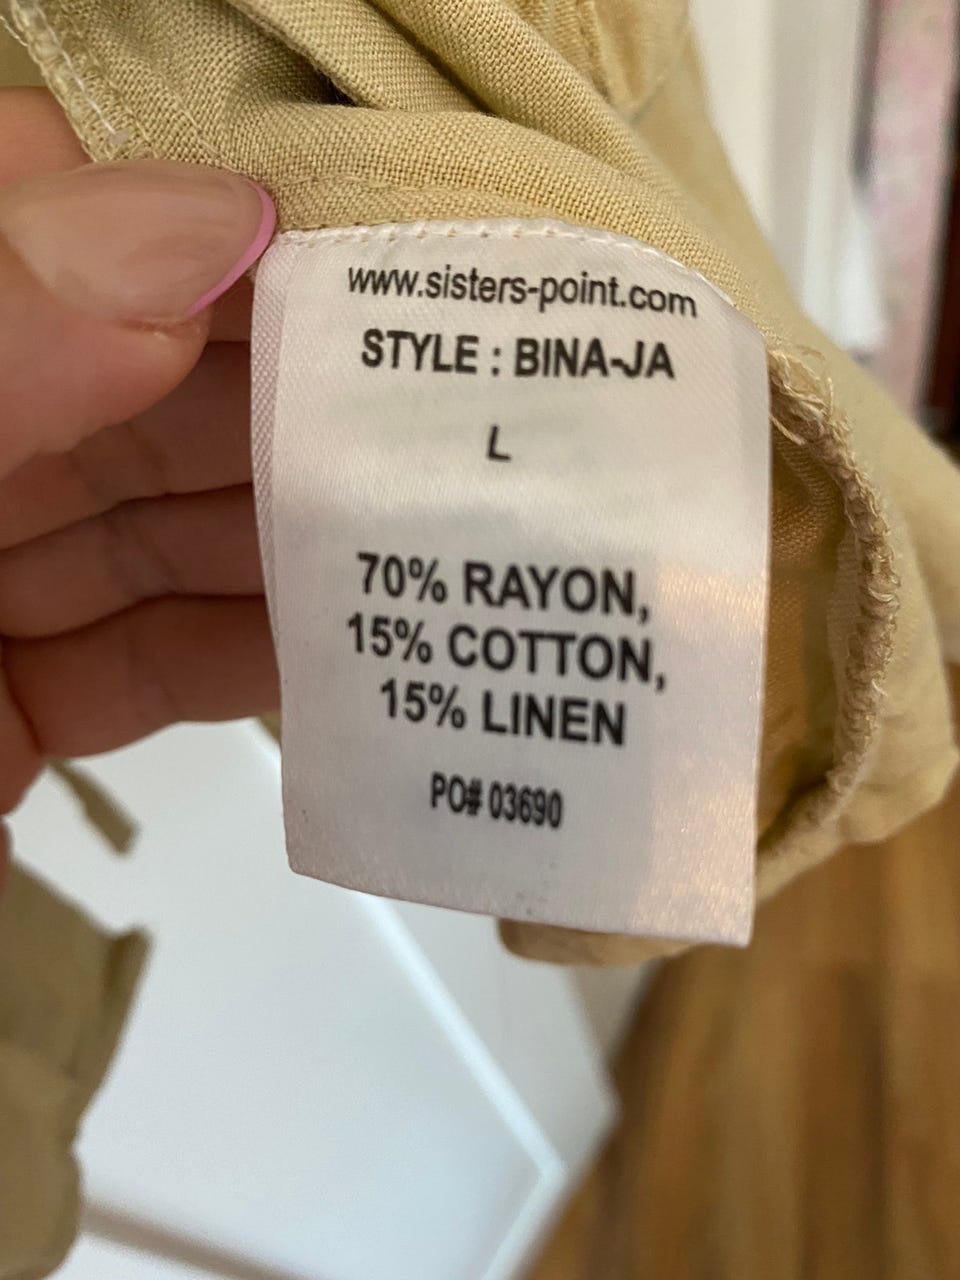 www.sisters-point.com
STYLE : BINA-JA
L
70% RAYON,
15% COTTON,
15% LINEN
PO# 03690